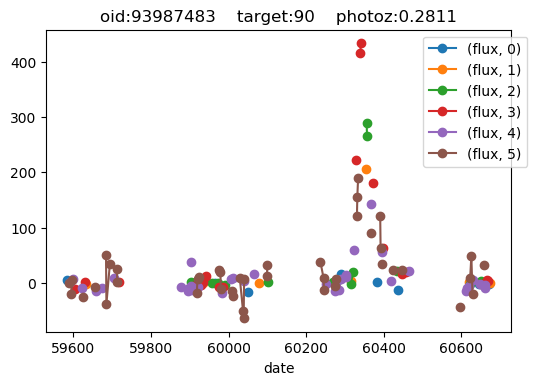 oid:93987483    target:90    photoz:0.2811
(flux, 0)
(flux, 1)
(flux, 2)
(flux, 3)
(flux, 4)
(flux, 5)
400
300
200
100
0
59600 59800 60000 60200 60400 60600
date